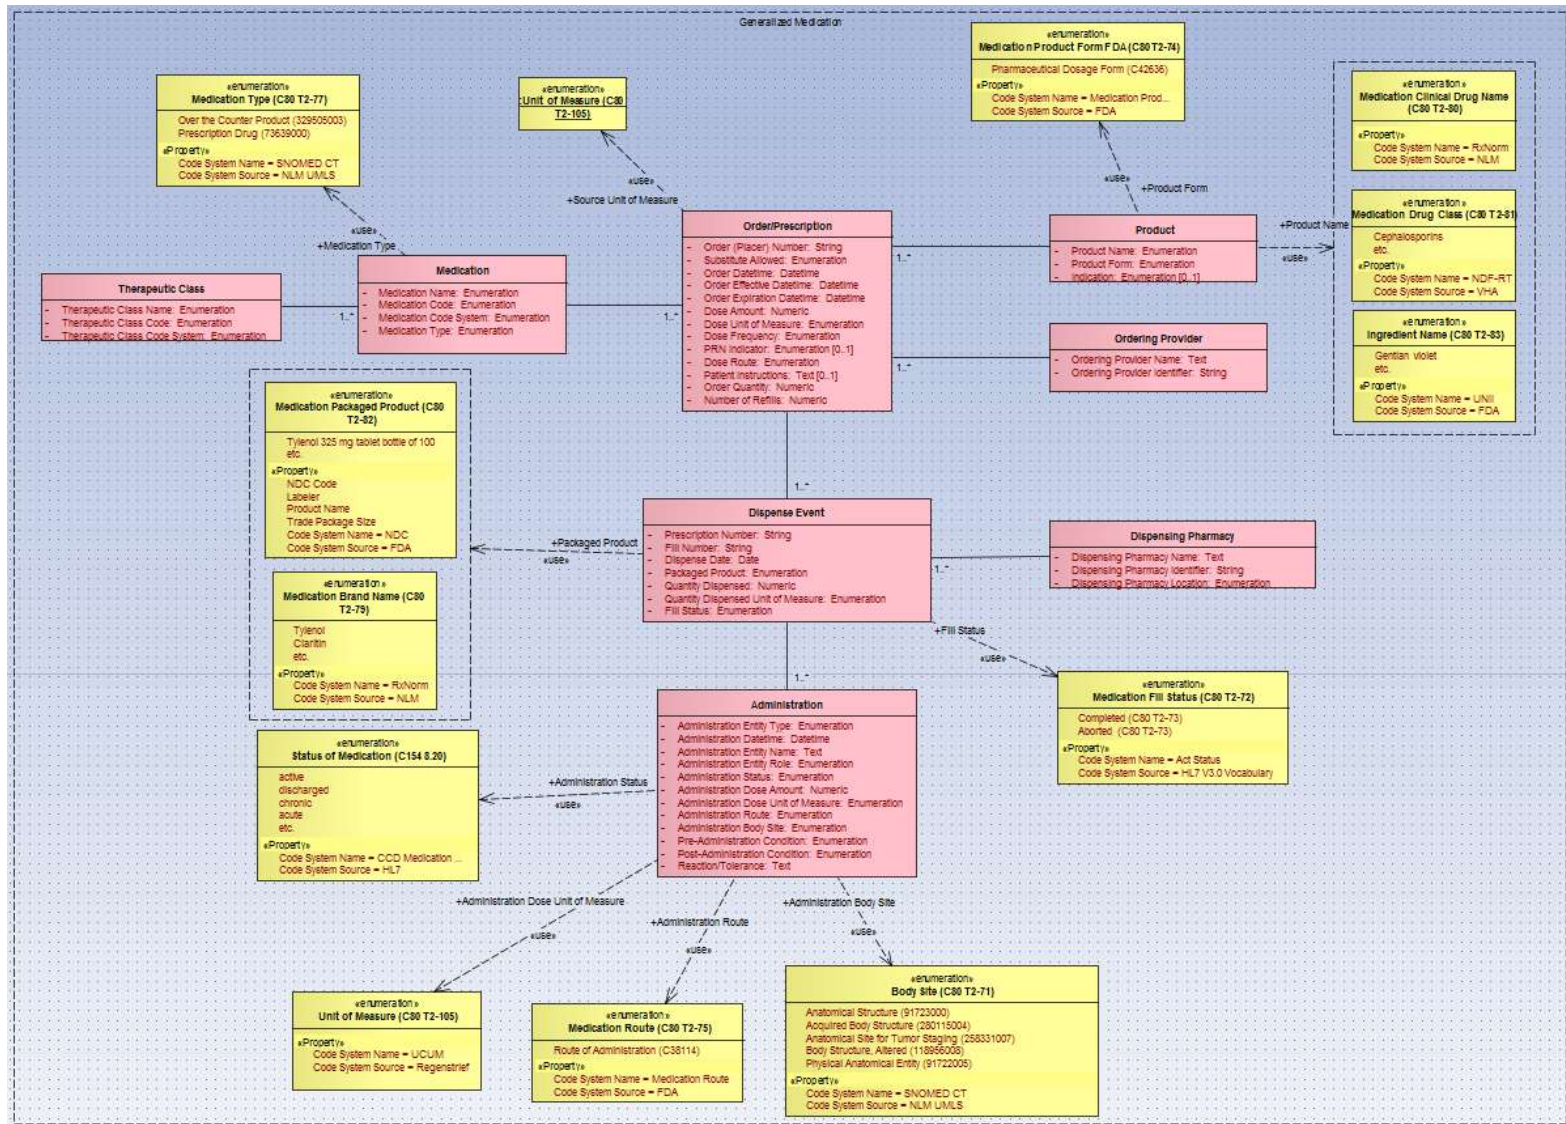 Generalized Medication
«enumeration»
Medication Type (C80 T2-77)
Over the Counter Product (329505003)
Prescription Drug (73639000)
«Property»
Code System Name = SNOMED CT
Code System Source = NLM UMLS
«enumeration»
:Unit of Measure (C80
T2-105)
«enumeration»
Medication Product Form FDA (C80 T2-74)
Pharmaceutical Dosage Form (C42636)
«Property»
Code System Name = Medication Prod...
Code System Source = FDA
«enumeration»
Medication Clinical Drug Name
(C80 T2-80)
«Property»
Code System Name = RxNorm
Code System Source = NLM
«use»
+Medication Type
«use»
+Source Unit of Measure
«use»
+Product Form
+Product Name
«use»
«enumeration»
Medication Drug Class (C80 T2-81)
Cephalosporins
etc.
«Property»
Code System Name = NDF-RT
Code System Source = VHA
Therapeutic Class
- Therapeutic Class Name: Enumeration
- Therapeutic Class Code: Enumeration
- Therapeutic Class Code System: Enumeration
1..*
Medication
- Medication Name: Enumeration
- Medication Code: Enumeration
- Medication Code System: Enumeration
- Medication Type: Enumeration
1..*
Order/Prescription
- Order (Placer) Number: String
- Substitute Allowed: Enumeration
- Order Datetime: Datetime
- Order Effective Datetime: Datetime
- Order Expiration Datetime: Datetime
- Dose Amount: Numeric
- Dose Unit of Measure: Enumeration
- Dose Frequency: Enumeration
- PRN Indicator: Enumeration [0..1]
- Dose Route: Enumeration
- Patient Instructions: Text [0..1]
- Order Quantity: Numeric
- Number of Refills: Numeric
1..*
Product
- Product Name: Enumeration
- Product Form: Enumeration
- Indication: Enumeration [0..1]
1..*
Ordering Provider
- Ordering Provider Name: Text
- Ordering Provider Identifier: String
«enumeration»
Ingredient Name (C80 T2-83)
Gentian violet
etc.
«Property»
Code System Name = UNII
Code System Source = FDA
«enumeration»
Medication Packaged Product (C80
T2-82)
Tylenol 325 mg tablet bottle of 100
etc.
«Property»
NDC Code
Labeler
Product Name
Trade Package Size
Code System Name = NDC
Code System Source = FDA
+Packaged Product
«use»
1..*
Dispense Event
- Prescription Number: String
- Fill Number: String
- Dispense Date: Date
- Packaged Product: Enumeration
- Quantity Dispensed: Numeric
- Quantity Dispensed Unit of Measure: Enumeration
- Fill Status: Enumeration
1..*
Dispensing Pharmacy
- Dispensing Pharmacy Name: Text
- Dispensing Pharmacy Identifier: String
- Dispensing Pharmacy Location: Enumeration
«enumeration»
Medication Brand Name (C80
T2-79)
Tylenol
Claritin
etc.
«Property»
Code System Name = RxNorm
Code System Source = NLM
+Fill Status
«use»
«enumeration»
Medication Fill Status (C80 T2-72)
Completed (C80 T2-73)
Aborted (C80 T2-73)
«Property»
Code System Name = Act Status
Code System Source = HL7 V3.0 Vocabulary
1..*
Administration
- Administration Entity Type: Enumeration
- Administration Datetime: Datetime
- Administration Entity Name: Text
- Administration Entity Role: Enumeration
- Administration Status: Enumeration
- Administration Dose Amount: Numeric
- Administration Dose Unit of Measure: Enumeration
- Administration Route: Enumeration
- Administration Body Site: Enumeration
- Pre-Administration Condition: Enumeration
- Post-Administration Condition: Enumeration
- Reaction/Tolerance: Text
«enumeration»
Status of Medication (C154 8.20)
active
discharged
chronic
acute
etc.
«Property»
Code System Name = CCD Medication ...
Code System Source = HL7
+Administration Status
«use»
+Administration Dose Unit of Measure
«use»
+Administration Route
«use»
+Administration Body Site
«use»
«enumeration»
Unit of Measure (C80 T2-105)
«Property»
Code System Name = UCUM
Code System Source = Regenstrief
«enumeration»
Medication Route (C80 T2-75)
Route of Administration (C38114)
«Property»
Code System Name = Medication Route
Code System Source = FDA
«enumeration»
Body Site (C80 T2-71)
Anatomical Structure (91723000)
Acquired Body Structure (280115004)
Anatomical Site for Tumor Staging (258331007)
Body Structure, Altered (118956008)
Physical Anatomical Entity (91722005)
«Property»
Code System Name = SNOMED CT
Code System Source = NLM UMLS